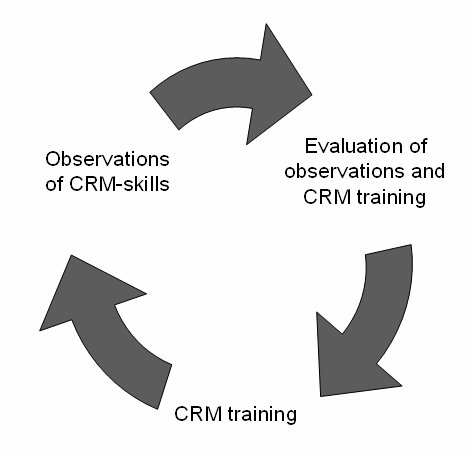 Observations
of CRM-skills
Evaluation of
observations and
CRM training
CRM training